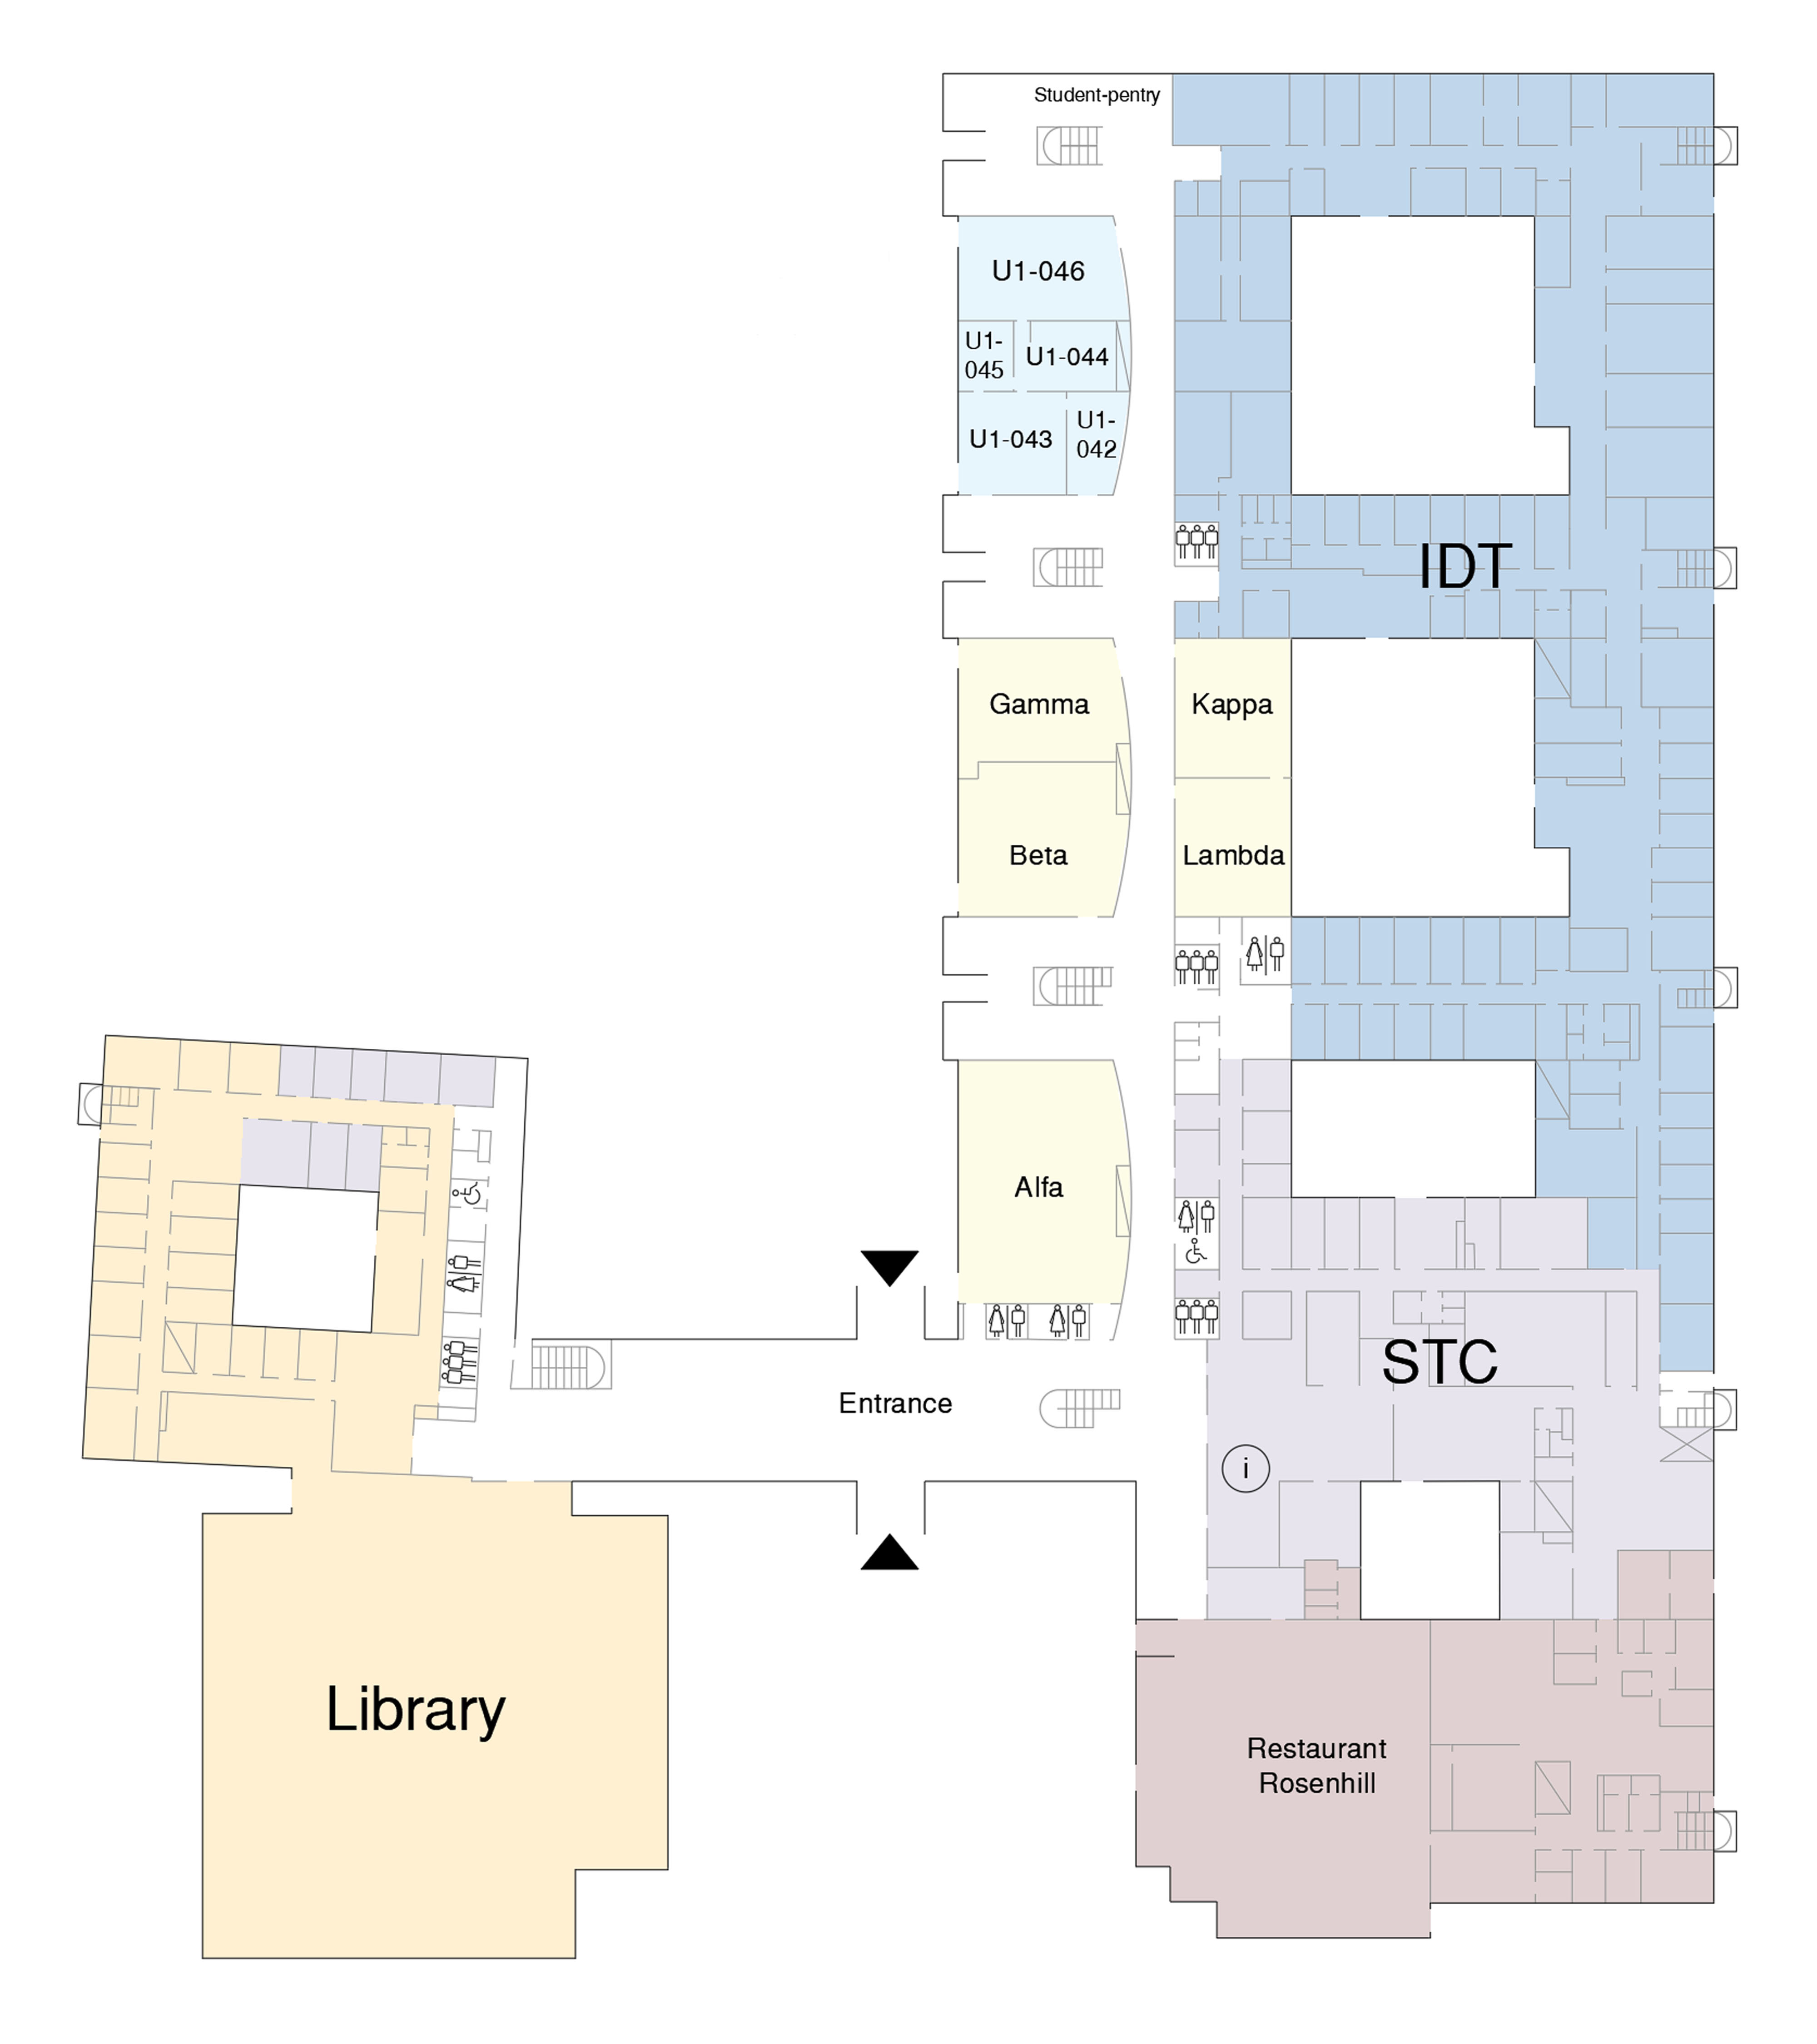 Student-pentry
U1-046
U1-
045
U1-044
U1-043
U1-
042
IDT
Gamma
Kappa
Beta
Lambda
Alfa
STC
Entrance
i
Library
Restaurant
Rosenhill